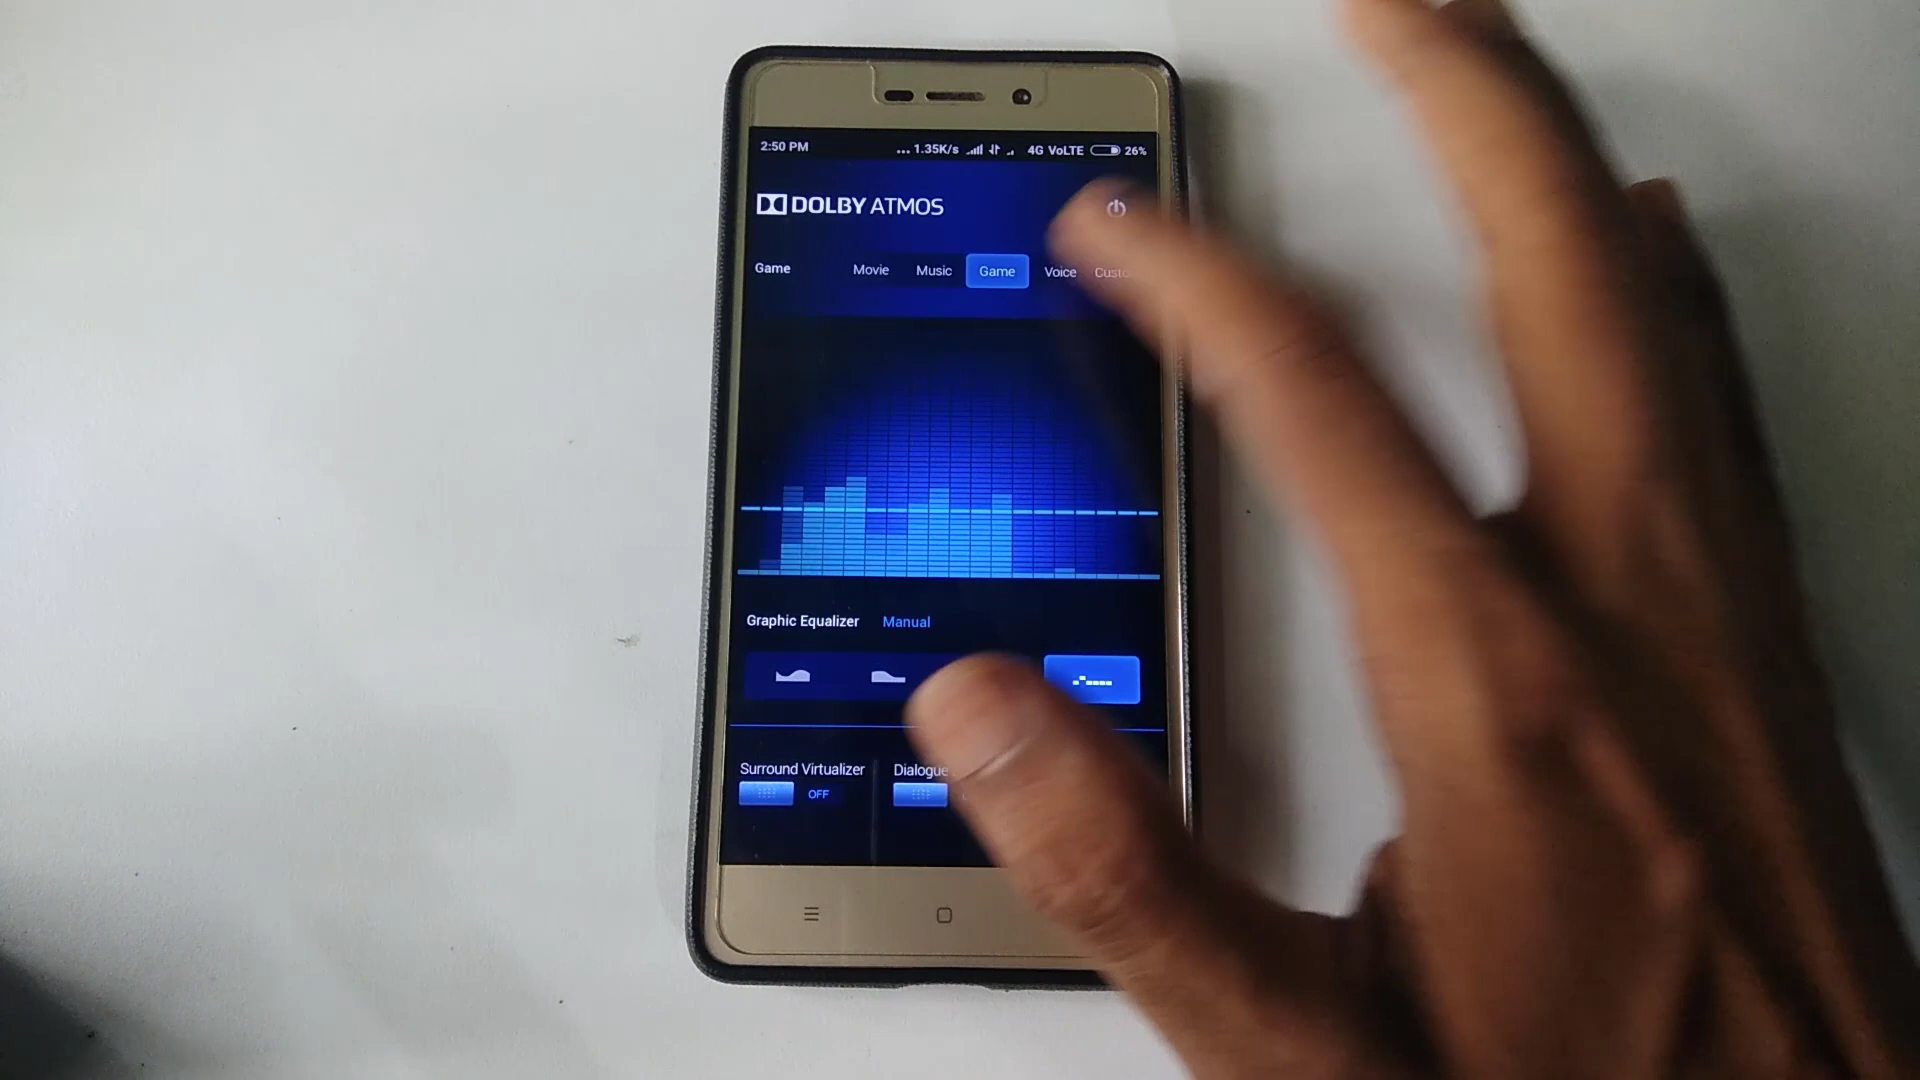 2:50 PM ... 1.35K/s 4G VoLTE 26%
DOLBY ATMOS
Game Movie Music Game Voice
Graphic Equalizer Manual
Surround Virtualizer Dialogue
OFF